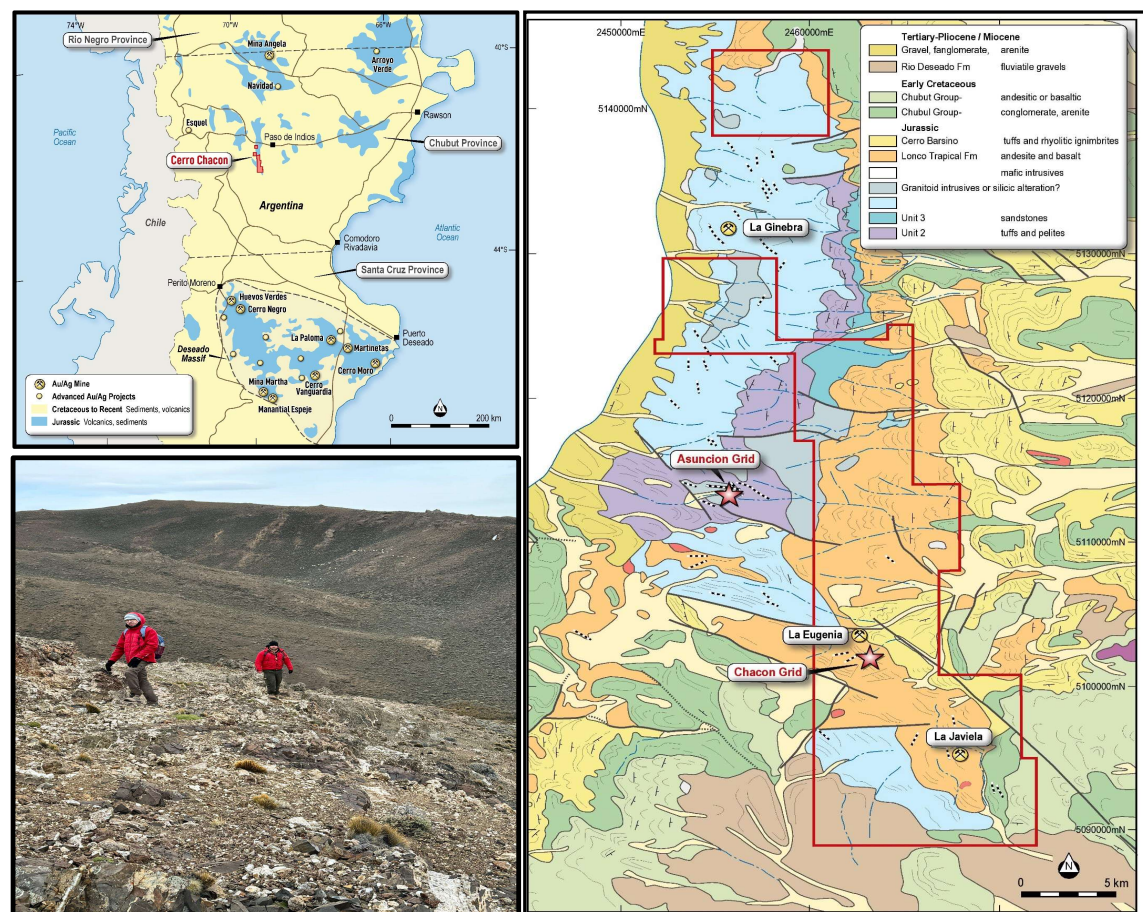 74°W
70°W
66°W
Rio Negro Province
40°S
Mina Angela
Arroyo
Verde
Navidad
Rawson
Pacific
Ocean
Esquel
Paso de Indios
Chubut Province
Cerro Chacon
Argentina
Chile
Atlantic
Ocean
Comodoro
Rivadavia
44°S
Santa Cruz Province
Perito Moreno
Huevos Verdes
Cerro Negro
La Paloma
Puerto
Deseado
Martinetas
Deseado
Massif
Cerro Moro
Mina Martha
Cerro
Vanguardia
Manantial Espeje
Au/Ag Mine
Advanced Au/Ag Projects
Cretaceous to Recent Sediments, volcanics
Jurassic Volcanics, sediments
N
0 200 km
2450000mE
2460000mE
5140000mN
Tertiary-Pliocene / Miocene
Gravel, fanglomerate, arenite
Rio Deseado Fm fluviatile gravels
Early Cretaceous
Chubut Group- andesitic or basaltic
Chubul Group- conglomerate, arenite
Jurassic
Cerro Barsino tuffs and rhyolitic ignimbrites
Lonco Trapical Fm andesite and basalt
mafic intrusives
Granitoid intrusives or silicic alteration?
Unit 3 sandstones
Unit 2 tuffs and pelites
La Ginebra
5130000mN
5120000mN
Asuncion Grid
5110000mN
La Eugenia
Chacon Grid
5100000mN
La Javiela
5090000mN
N
0 5 km